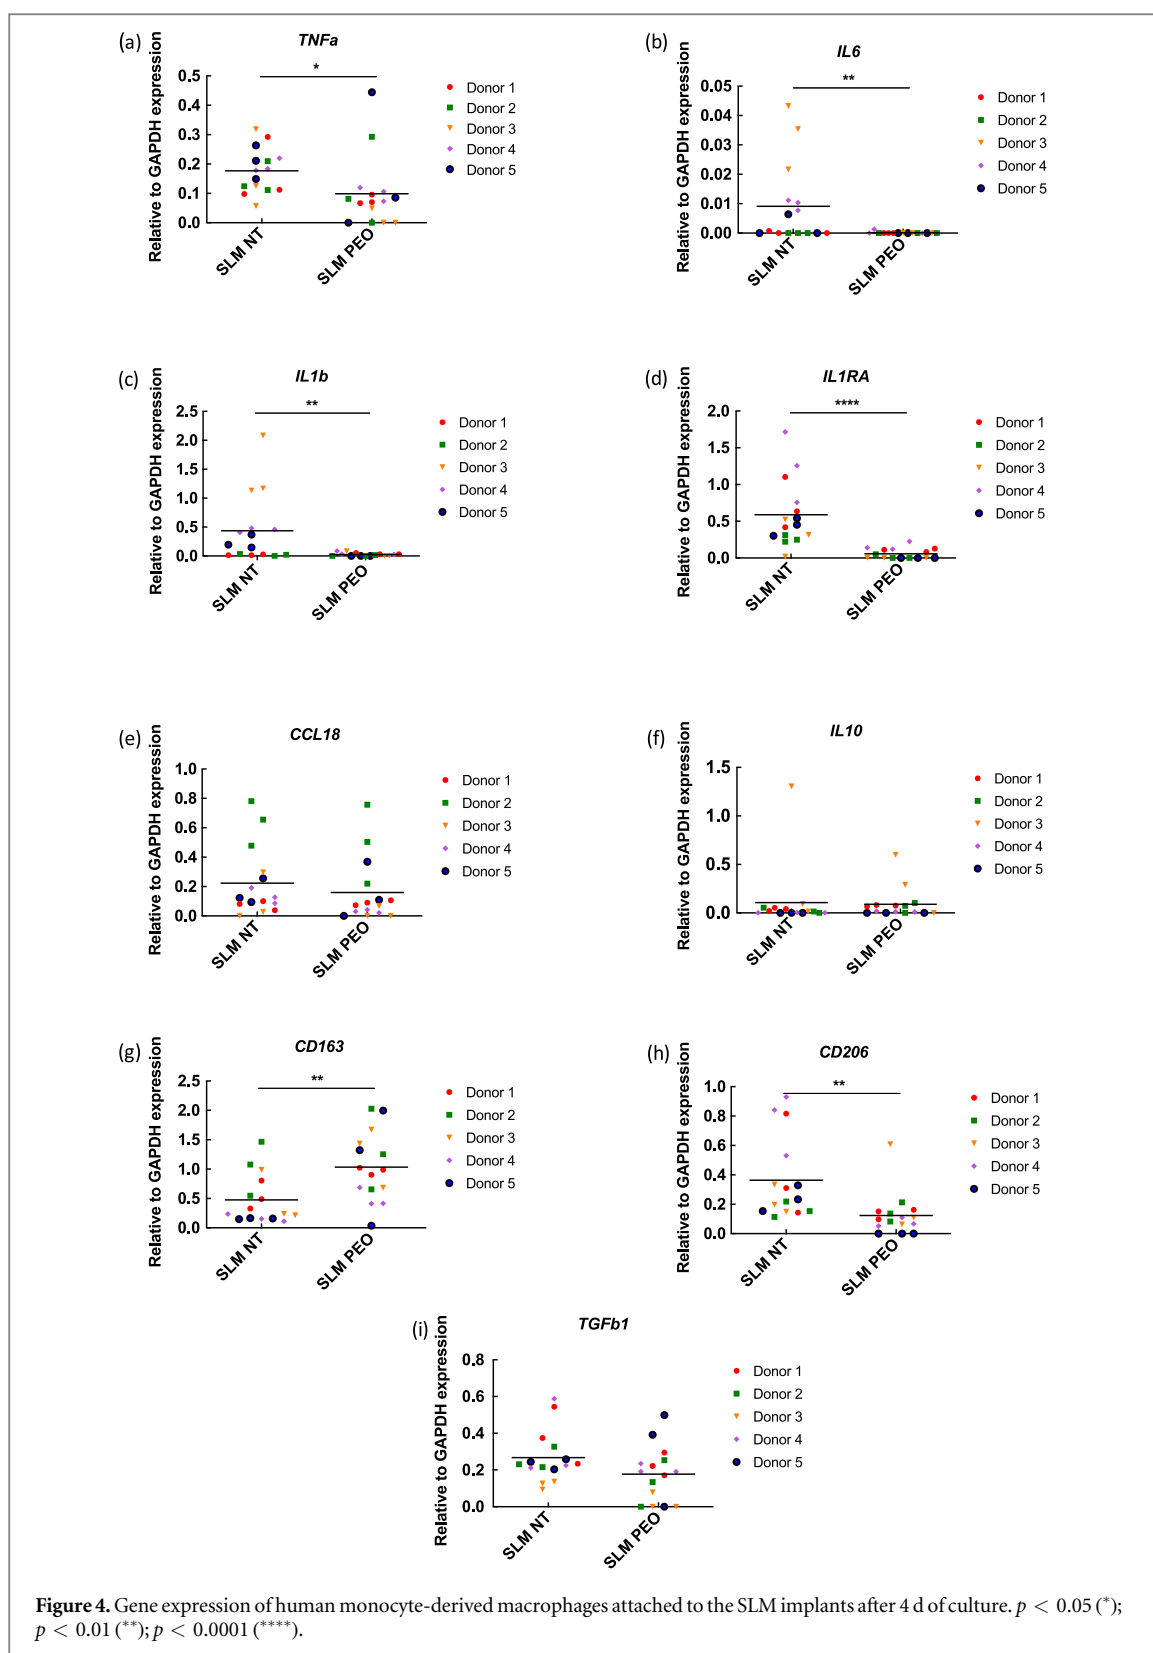 (a)
TNFa
*
Relative to GAPDH expression
0.5
0.4
0.3
0.2
0.1
0.0
SLM NT
SLM PEO
Donor 1
Donor 2
Donor 3
Donor 4
Donor 5
(b)
IL6
**
Relative to GAPDH expression
0.05
0.04
0.03
0.02
0.01
0.00
SLM NT
SLM PEO
Donor 1
Donor 2
Donor 3
Donor 4
Donor 5
(c)
IL1b
**
Relative to GAPDH expression
2.5
2.0
1.5
1.0
0.5
0.0
SLM NT
SLM PEO
Donor 1
Donor 2
Donor 3
Donor 4
Donor 5
(d)
IL1RA
****
Relative to GAPDH expression
2.0
1.5
1.0
0.5
0.0
SLM NT
SLM PEO
Donor 1
Donor 2
Donor 3
Donor 4
Donor 5
(e)
CCL18
Relative to GAPDH expression
1.0
0.8
0.6
0.4
0.2
0.0
SLM NT
SLM PEO
Donor 1
Donor 2
Donor 3
Donor 4
Donor 5
(f)
IL10
Relative to GAPDH expression
1.5
1.0
0.5
0.0
SLM NT
SLM PEO
Donor 1
Donor 2
Donor 3
Donor 4
Donor 5
(g)
CD163
**
Relative to GAPDH expression
2.5
2.0
1.5
1.0
0.5
0.0
SLM NT
SLM PEO
Donor 1
Donor 2
Donor 3
Donor 4
Donor 5
(h)
CD206
**
Relative to GAPDH expression
1.0
0.8
0.6
0.4
0.2
0.0
SLM NT
SLM PEO
Donor 1
Donor 2
Donor 3
Donor 4
Donor 5
(i)
TGFb1
Relative to GAPDH expression
0.8
0.6
0.4
0.2
0.0
SLM NT
SLM PEO
Donor 1
Donor 2
Donor 3
Donor 4
Donor 5
Figure 4. Gene expression of human monocyte-derived macrophages attached to the SLM implants after 4 d of culture. p < 0.05 (*);
p < 0.01 (**); p < 0.0001 (****).